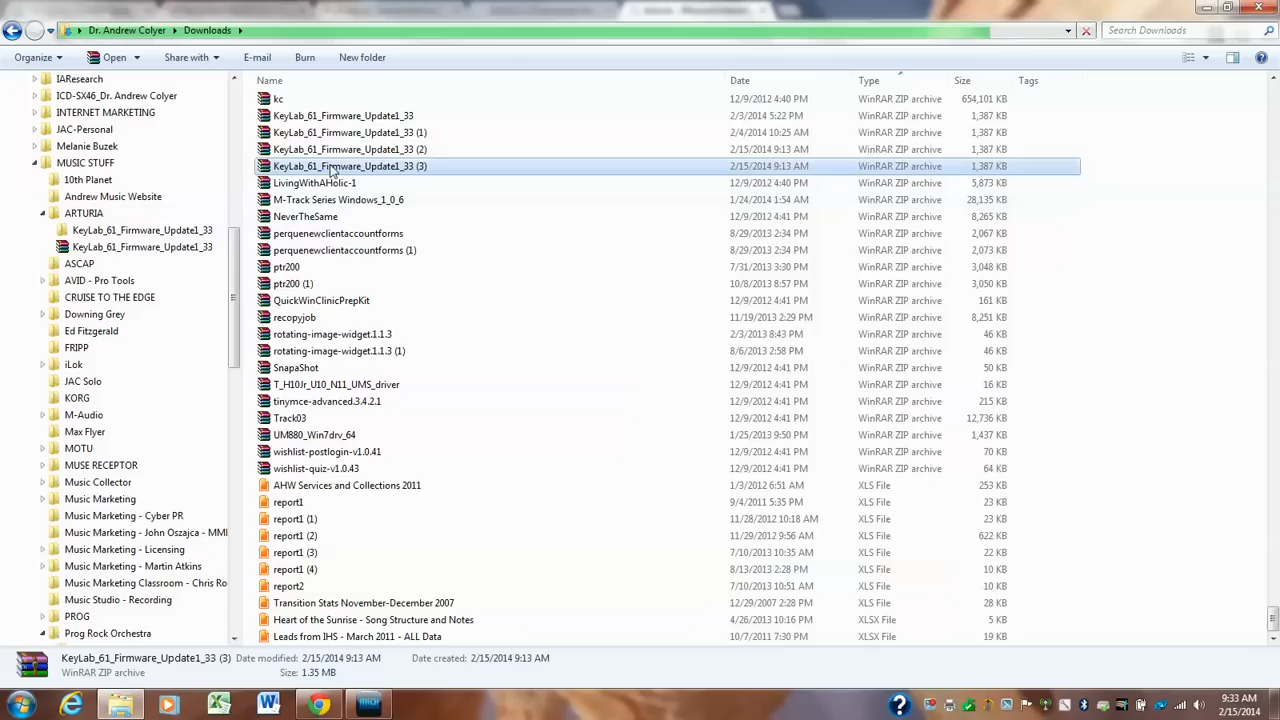 Dr. Andrew Colyer ▸ Downloads ▸
Search Downloads
Organize Open Share with E-mail Burn New folder
Name Date Type Size Tags
IAResearch
ICD-SX46_Dr. Andrew Colyer
INTERNET MARKETING
JAC-Personal
Melanie Buzek
MUSIC STUFF
10th Planet
Andrew Music Website
ARTURIA
KeyLab_61_Firmware_Update1_33
KeyLab_61_Firmware_Update1_33
ASCAP
AVID - Pro Tools
CRUISE TO THE EDGE
Downing Grey
Ed Fitzgerald
FRIPP
iLok
JAC Solo
KORG
M-Audio
Max Flyer
MOTU
MUSE RECEPTOR
Music Collector
Music Marketing
Music Marketing - Cyber PR
Music Marketing - John Oszajca - MMI
Music Marketing - Licensing
Music Marketing - Martin Atkins
Music Marketing Classroom - Chris Ro
Music Studio - Recording
PROG
Prog Rock Orchestra
kc 12/9/2012 4:40 PM WinRAR ZIP archive 654,101 KB
KeyLab_61_Firmware_Update1_33 2/3/2014 5:22 PM WinRAR ZIP archive 1,387 KB
KeyLab_61_Firmware_Update1_33 (1) 2/4/2014 10:25 AM WinRAR ZIP archive 1,387 KB
KeyLab_61_Firmware_Update1_33 (2) 2/15/2014 9:13 AM WinRAR ZIP archive 1,387 KB
KeyLab_61_Firmware_Update1_33 (3) 2/15/2014 9:13 AM WinRAR ZIP archive 1,387 KB
LivingWithAHolic-1 12/9/2012 4:40 PM WinRAR ZIP archive 5,873 KB
M-Track Series Windows_1_0_6 1/24/2014 1:54 AM WinRAR ZIP archive 28,135 KB
NeverTheSame 12/9/2012 4:41 PM WinRAR ZIP archive 8,265 KB
perquenewclientaccountforms 8/29/2013 2:34 PM WinRAR ZIP archive 2,067 KB
perquenewclientaccountforms (1) 8/29/2013 2:34 PM WinRAR ZIP archive 2,073 KB
ptr200 7/31/2013 3:30 PM WinRAR ZIP archive 3,048 KB
ptr200 (1) 10/8/2013 8:57 PM WinRAR ZIP archive 3,050 KB
QuickWinClinicPrepKit 12/9/2012 4:41 PM WinRAR ZIP archive 161 KB
recopyjob 11/19/2013 2:29 PM WinRAR ZIP archive 8,251 KB
rotating-image-widget.1.1.3 2/3/2013 8:43 PM WinRAR ZIP archive 46 KB
rotating-image-widget.1.1.3 (1) 8/6/2013 2:58 PM WinRAR ZIP archive 46 KB
SnapaShot 12/9/2012 4:41 PM WinRAR ZIP archive 50 KB
T_H10Jr_U10_N11_UMS_driver 12/9/2012 4:41 PM WinRAR ZIP archive 16 KB
tinymce-advanced.3.4.2.1 12/9/2012 4:41 PM WinRAR ZIP archive 215 KB
Track03 12/9/2012 4:41 PM WinRAR ZIP archive 12,736 KB
UM880_Win7drv_64 1/25/2013 9:50 PM WinRAR ZIP archive 1,437 KB
wishlist-postlogin-v1.0.41 12/9/2012 4:41 PM WinRAR ZIP archive 70 KB
wishlist-quiz-v1.0.43 12/9/2012 4:41 PM WinRAR ZIP archive 64 KB
AHW Services and Collections 2011 1/3/2012 6:51 AM XLS File 253 KB
report1 9/4/2011 5:35 PM XLS File 23 KB
report1 (1) 11/28/2012 10:18 AM XLS File 23 KB
report1 (2) 11/29/2012 9:56 AM XLS File 622 KB
report1 (3) 7/10/2013 10:35 AM XLS File 22 KB
report1 (4) 8/13/2013 2:28 PM XLS File 10 KB
report2 7/10/2013 10:51 AM XLS File 10 KB
Transition Stats November-December 2007 12/29/2007 2:28 PM XLS File 28 KB
Heart of the Sunrise - Song Structure and Notes 4/26/2013 10:16 PM XLSX File 5 KB
Leads from IHS - March 2011 - ALL Data 10/7/2011 7:30 PM XLSX File 19 KB
KeyLab_61_Firmware_Update1_33 (3) Date modified: 2/15/2014 9:13 AM Date created: 2/15/2014 9:13 AM
WinRAR ZIP archive Size: 1.35 MB
9:33 AM
2/15/2014